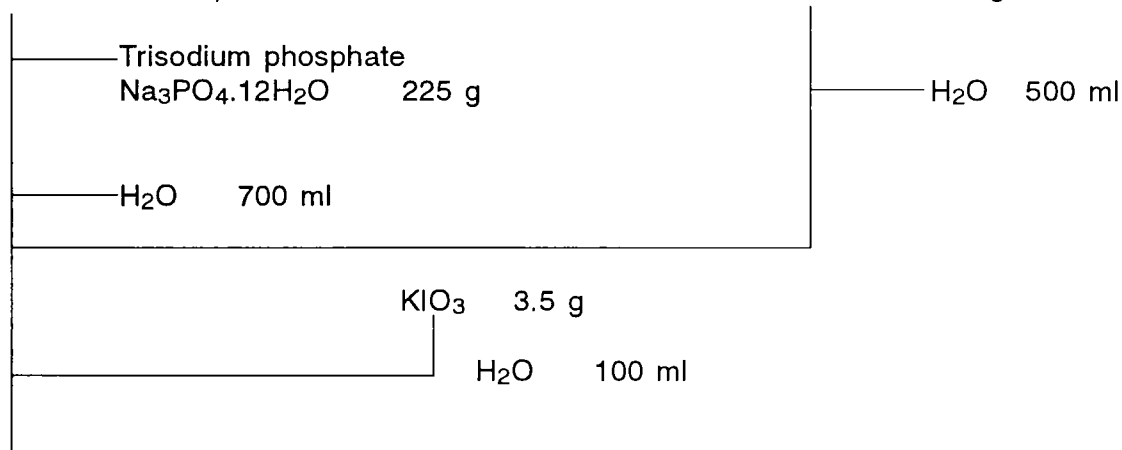 Trisodium phosphate
Na₃PO₄.12H₂O 225 g
H₂O 500 ml
H₂O 700 ml
KIO₃ 3.5 g
H₂O 100 ml